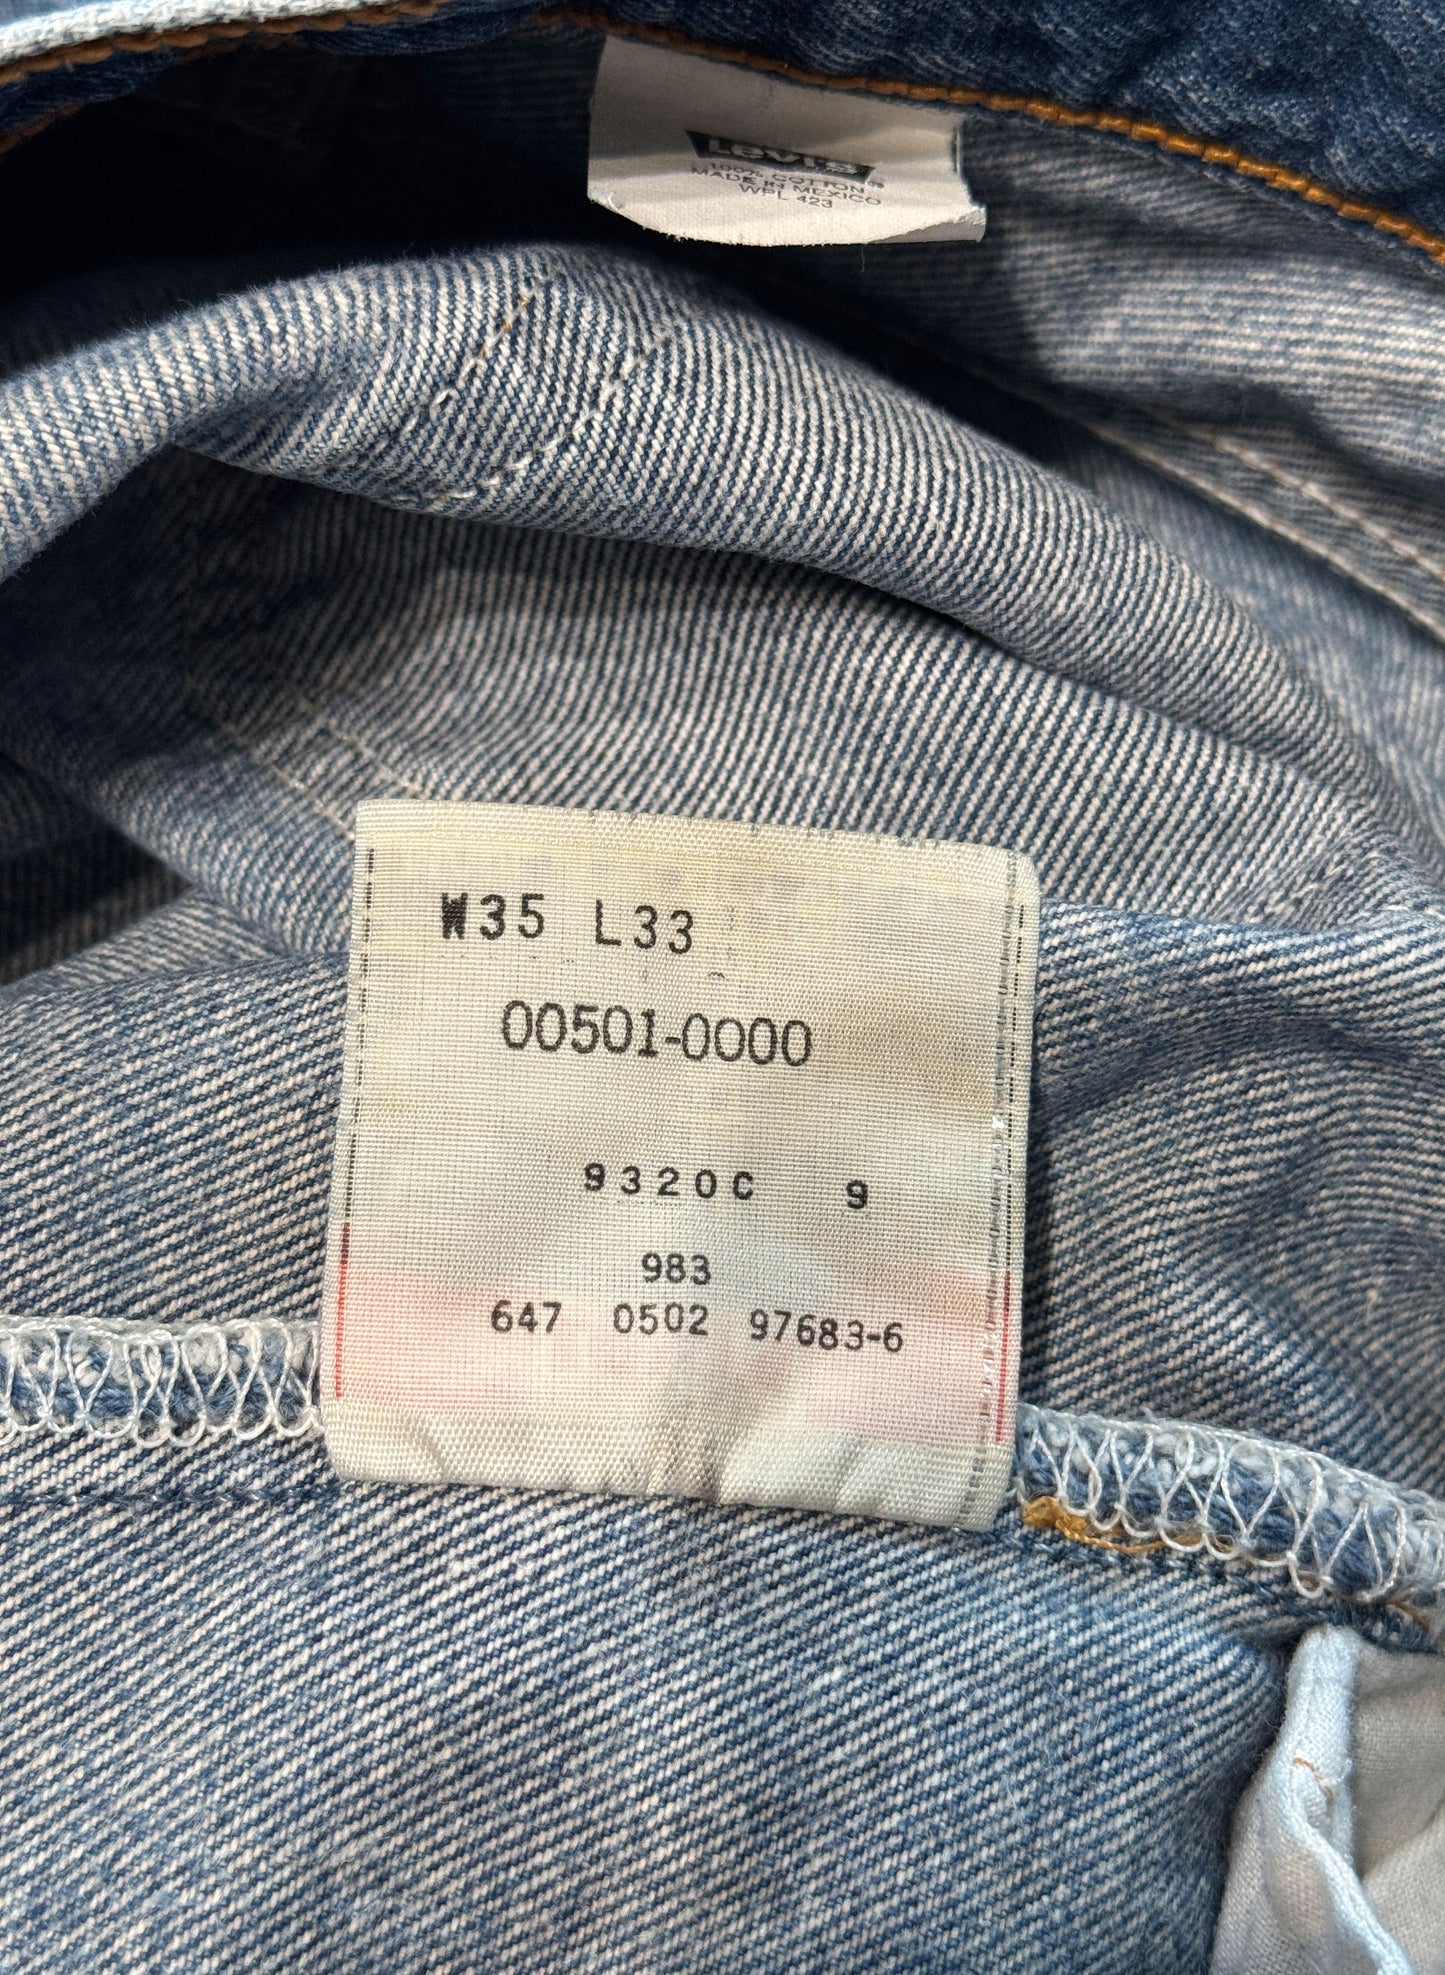 Levi's
100% COTTON®
MADE IN MEXICO
WPL 423
W35 L33
00501-0000
9320C 9
983
647 0502 97683-6